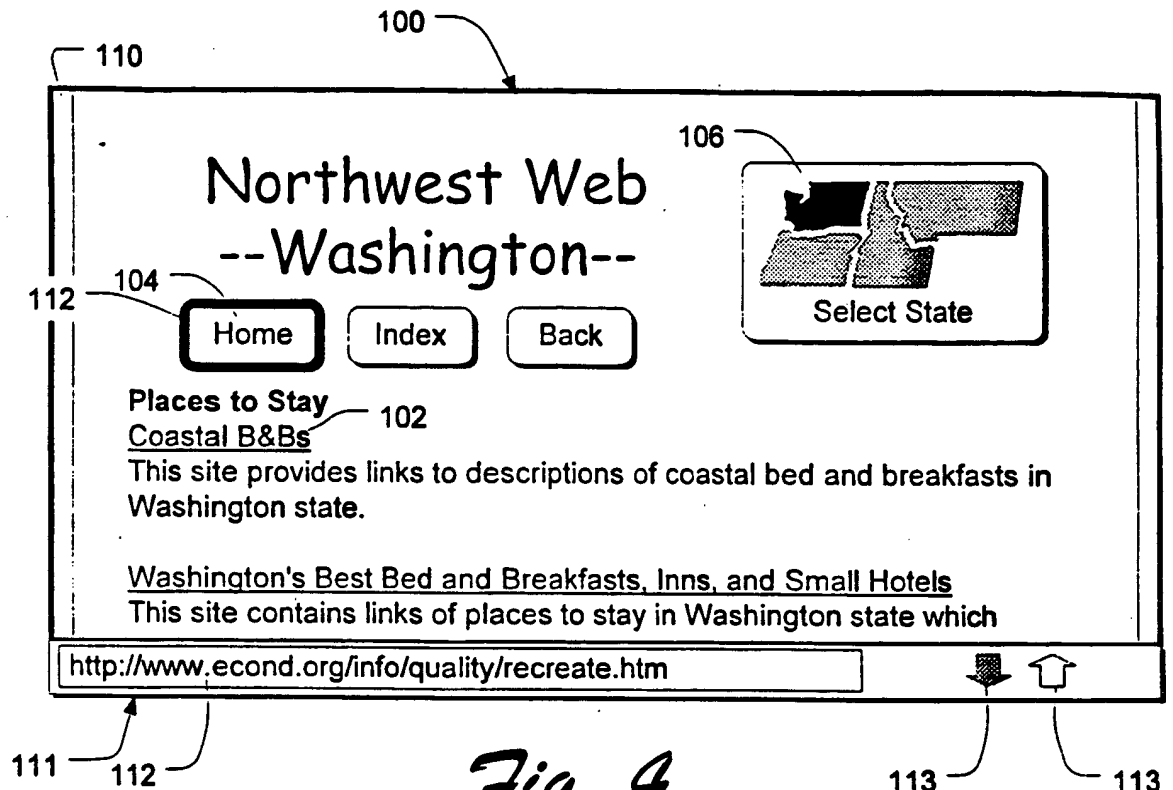 100
110
106
Northwest Web
--Washington--
104
112
Home Index Back
Select State
Places to Stay
Coastal B&Bs 102
This site provides links to descriptions of coastal bed and breakfasts in
Washington state.
Washington's Best Bed and Breakfasts, Inns, and Small Hotels
This site contains links of places to stay in Washington state which
http://www.econd.org/info/quality/recreate.htm
111 112 113 113
Fig. 4